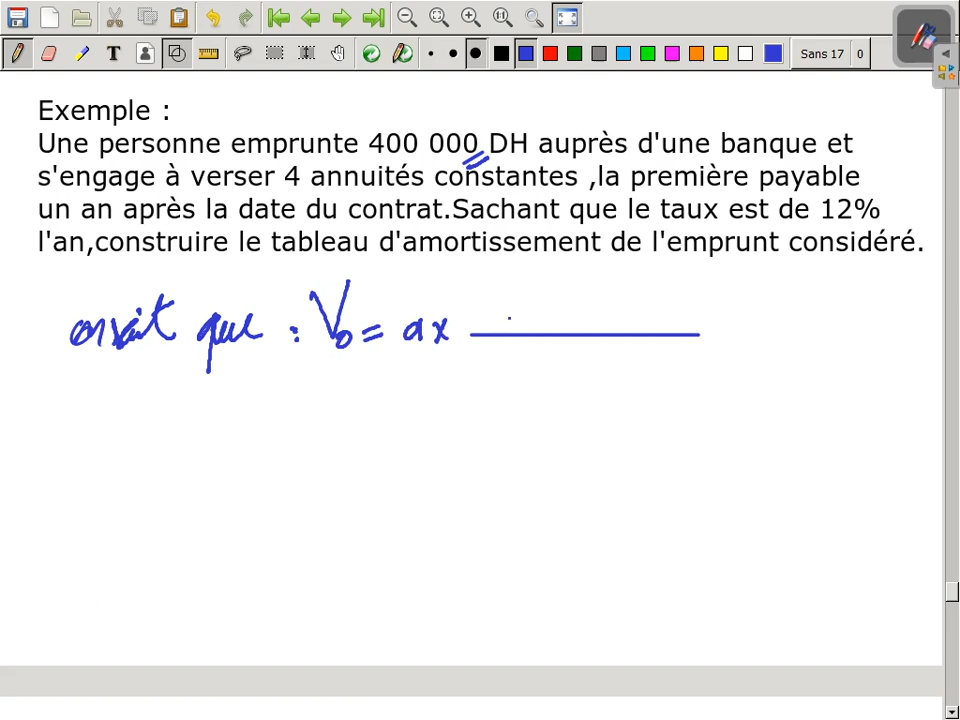 Sans 17 0
Exemple :
Une personne emprunte 400 000 DH auprès d'une banque et
s'engage à verser 4 annuités constantes ,la première payable
un an après la date du contrat.Sachant que le taux est de 12%
l'an,construire le tableau d'amortissement de l'emprunt considéré.
on sait que : V₀ = a x